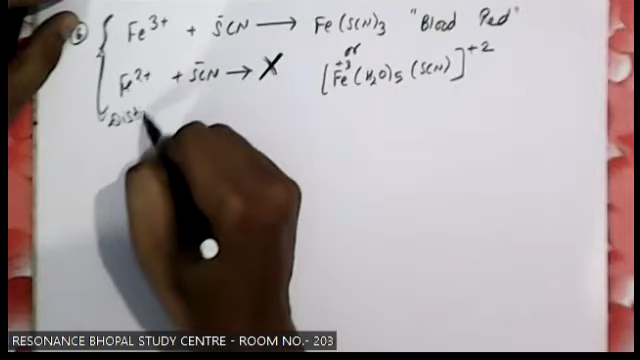 ⑥ Fe³⁺ + S̄CN ⟶ Fe(SCN)₃ "Blood Red"
or
Fe²⁺ + S̄CN ⟶ X [Fe⁺³(H₂O)₅(SCN)]⁺²
Disti
RESONANCE BHOPAL STUDY CENTRE - ROOM NO. - 203